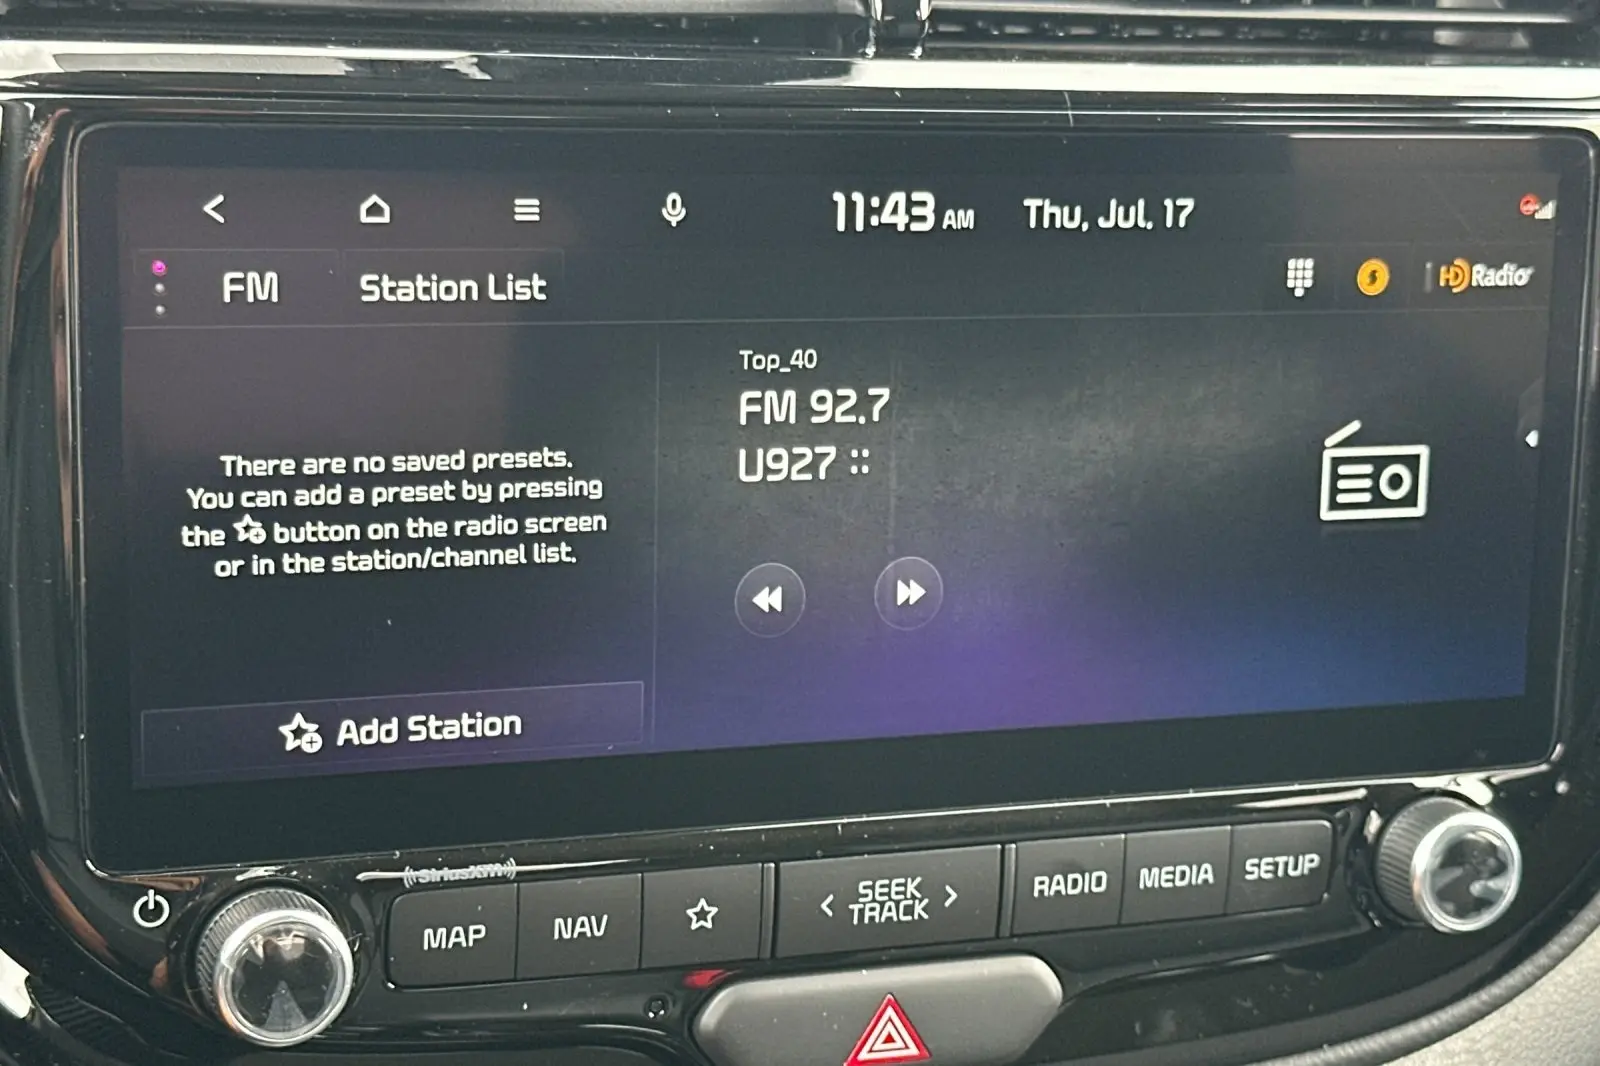 11:43 AM Thu, Jul. 17
FM Station List
HD Radio
Top_40
FM 92.7
U927 ::
There are no saved presets.
You can add a preset by pressing
the button on the radio screen
or in the station/channel list.
Add Station
((SiriusXM))
MAP NAV
< SEEK >
TRACK
RADIO MEDIA SETUP